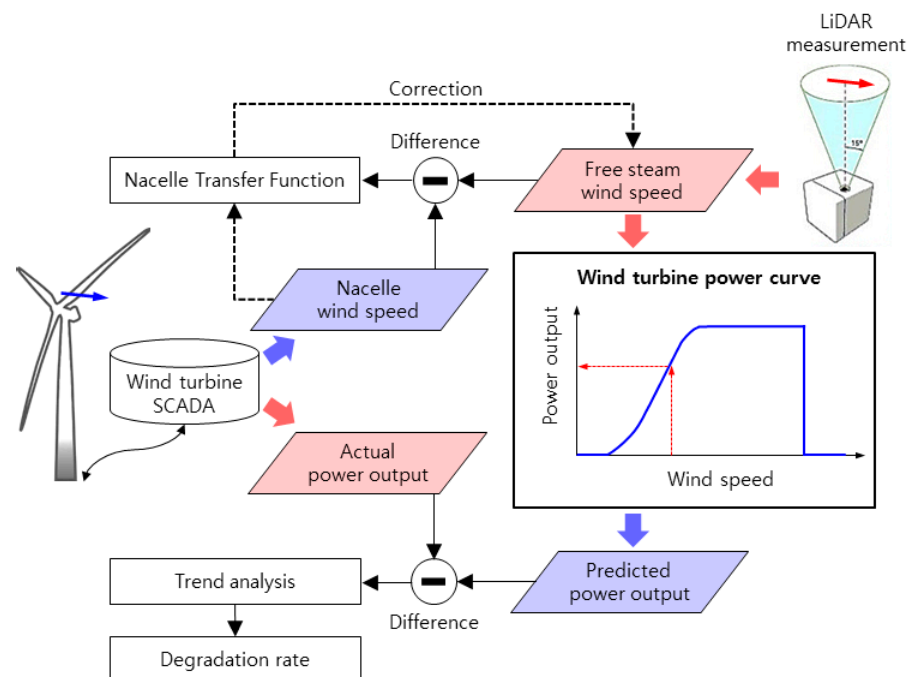 LiDAR
measurement
Correction
Difference
Nacelle Transfer Function
Free steam
wind speed
15°
Nacelle
wind speed
Wind turbine power curve
Power output
Wind speed
Wind turbine
SCADA
Actual
power output
Trend analysis
Difference
Predicted
power output
Degradation rate